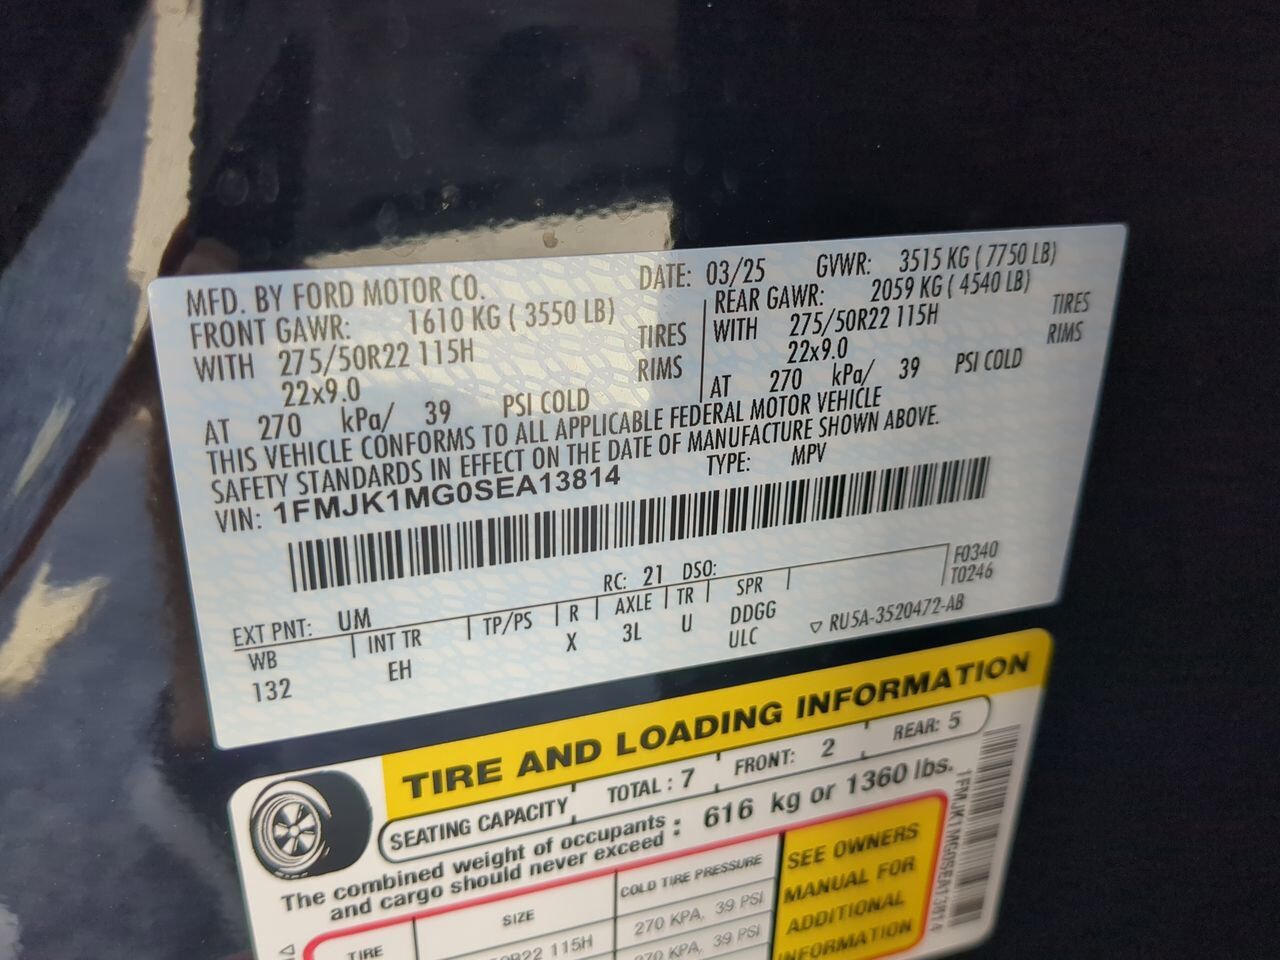 MFD. BY FORD MOTOR CO. DATE: 03/25 GVWR: 3515 KG ( 7750 LB)
FRONT GAWR: 1610 KG ( 3550 LB) REAR GAWR: 2059 KG ( 4540 LB)
WITH 275/50R22 115H TIRES WITH 275/50R22 115H TIRES
22x9.0 RIMS 22x9.0 RIMS
AT 270 kPa/ 39 PSI COLD AT 270 kPa/ 39 PSI COLD
THIS VEHICLE CONFORMS TO ALL APPLICABLE FEDERAL MOTOR VEHICLE
SAFETY STANDARDS IN EFFECT ON THE DATE OF MANUFACTURE SHOWN ABOVE.
VIN: 1FMJK1MG0SEA13814 TYPE: MPV
EXT PNT: UM RC: 21 DSO: F0340
T0246
WB INT TR TP/PS R AXLE TR SPR
132 EH X 3L U DDGG
ULC
RU5A-3520472-AB
TIRE AND LOADING INFORMATION
SEATING CAPACITY TOTAL : 7 FRONT: 2 REAR: 5
The combined weight of occupants : 616 kg or 1360 lbs.
and cargo should never exceed
TIRE SIZE COLD TIRE PRESSURE
R22 115H 270 KPA, 39 PSI
270 KPA, 39 PSI
SEE OWNERS
MANUAL FOR
ADDITIONAL
INFORMATION
1FMJK1MG0SEA13814